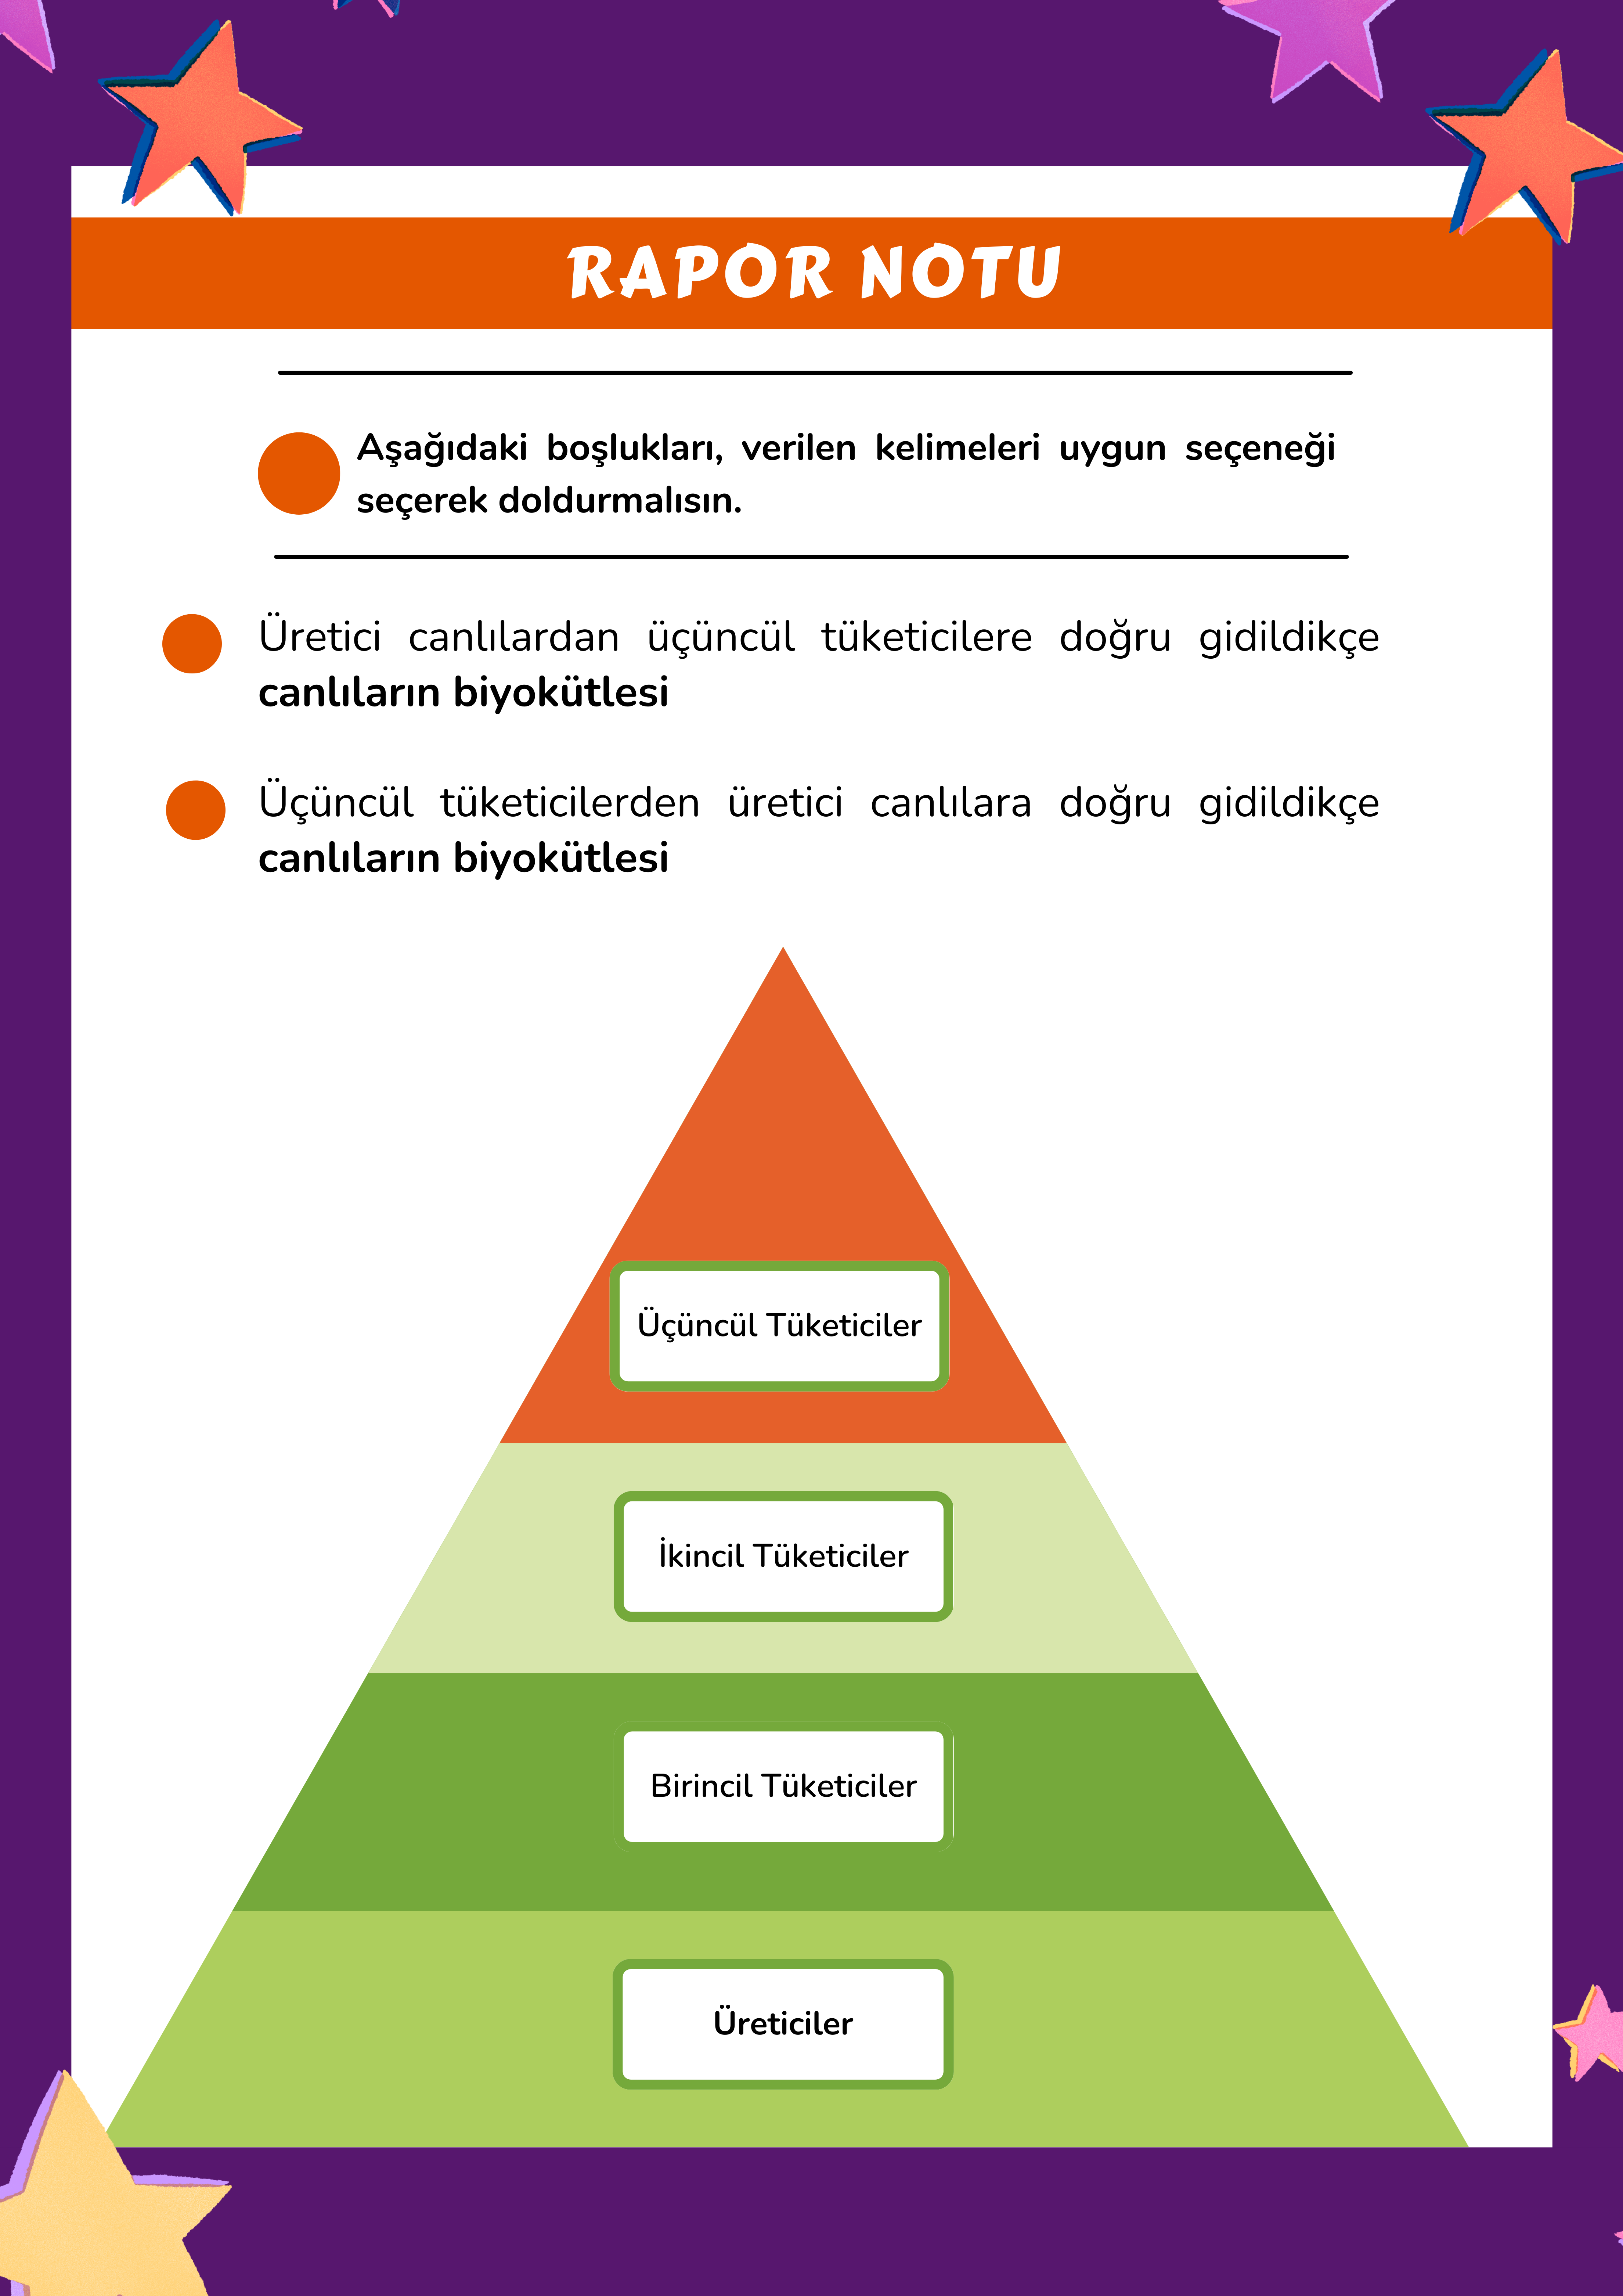 RAPOR NOTU
Aşağıdaki boşlukları, verilen kelimeleri uygun seçeneği
seçerek doldurmalısın.
Üretici canlılardan üçüncül tüketicilere doğru gidildikçe
canlıların biyokütlesi
Üçüncül tüketicilerden üretici canlılara doğru gidildikçe
canlıların biyokütlesi
Üçüncül Tüketiciler
İkincil Tüketiciler
Birincil Tüketiciler
Üreticiler